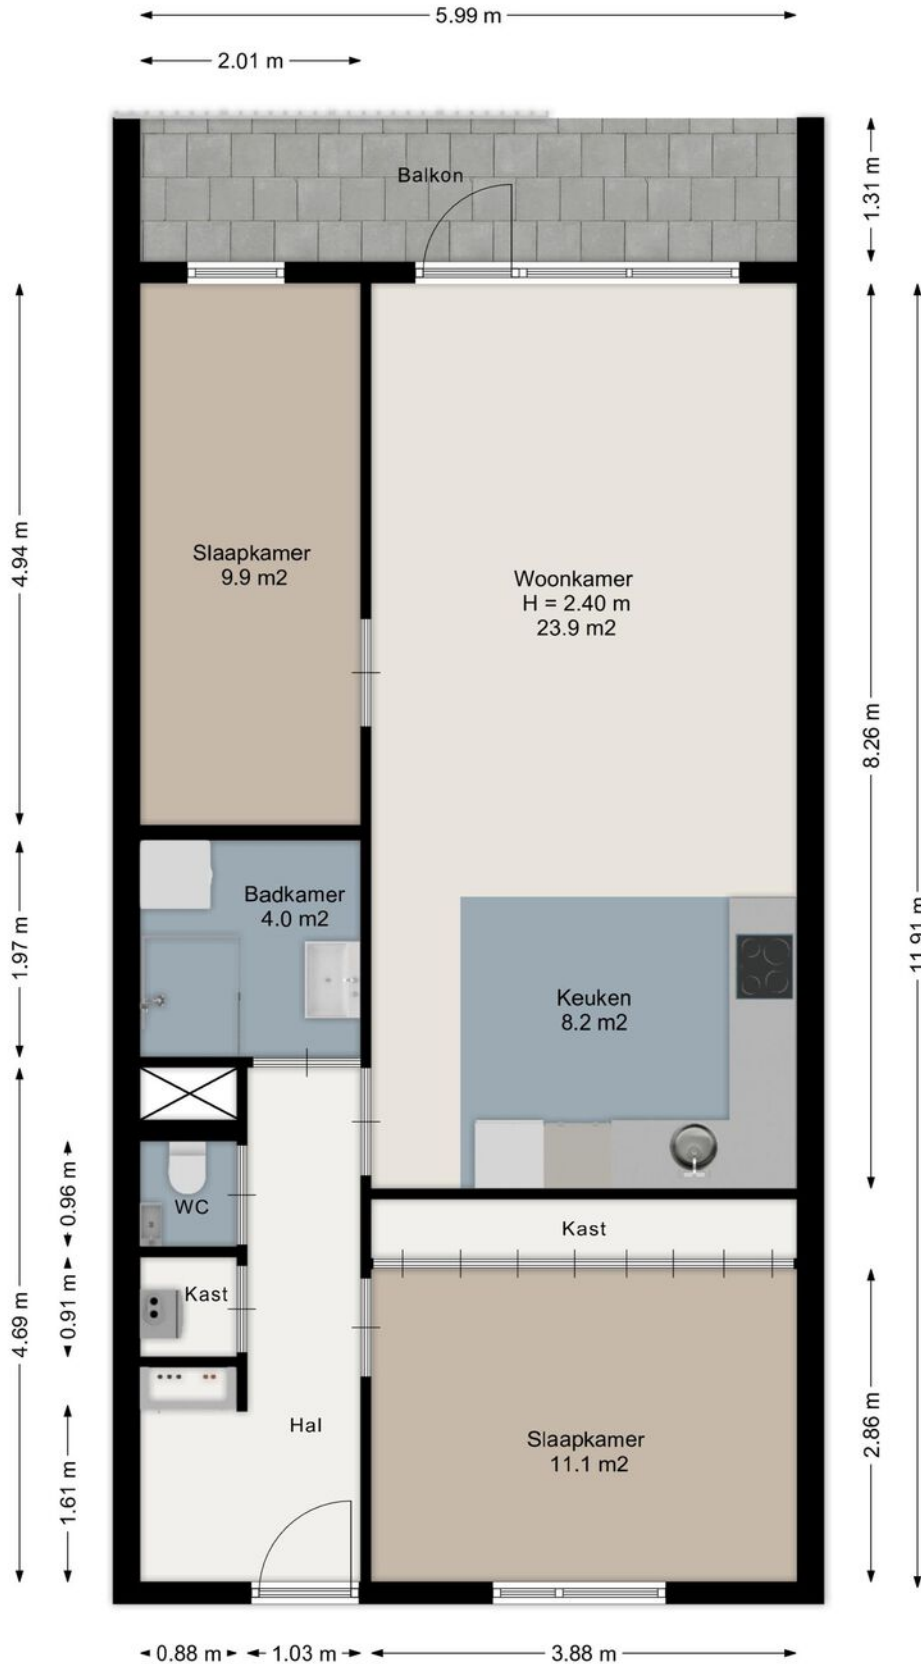 5.99 m
2.01 m
Balkon
1.31 m
Slaapkamer
9.9 m2
Woonkamer
H = 2.40 m
23.9 m2
4.94 m
8.26 m
11.91 m
Badkamer
4.0 m2
1.97 m
Keuken
8.2 m2
WC
0.96 m
Kast
Kast
0.91 m
4.69 m
Hal
1.61 m
Slaapkamer
11.1 m2
2.86 m
0.88 m
1.03 m
3.88 m